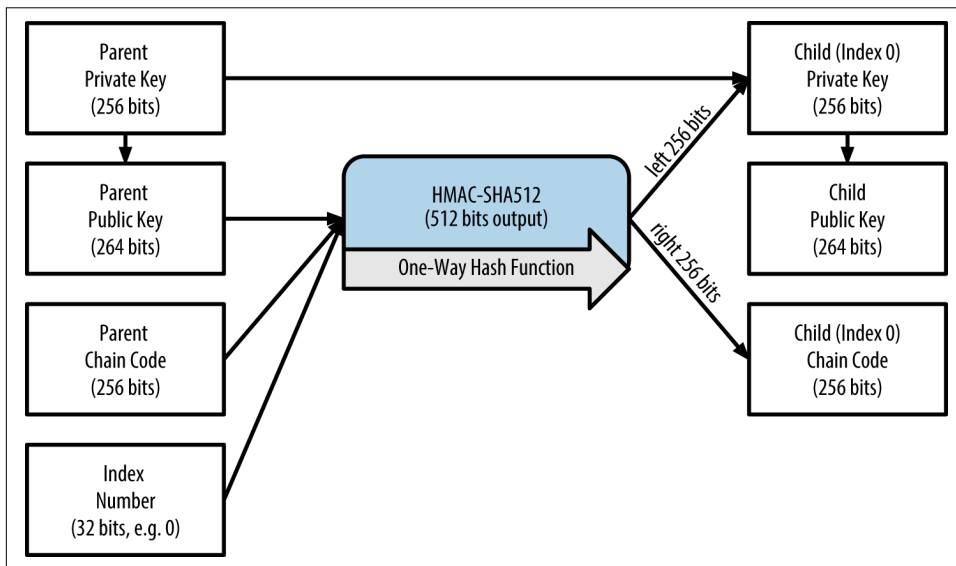 Parent
Private Key
(256 bits)
Parent
Public Key
(264 bits)
Parent
Chain Code
(256 bits)
Index
Number
(32 bits, e.g. 0)
HMAC-SHA512
(512 bits output)
One-Way Hash Function
left 256 bits
right 256 bits
Child (Index 0)
Private Key
(256 bits)
Child
Public Key
(264 bits)
Child (Index 0)
Chain Code
(256 bits)